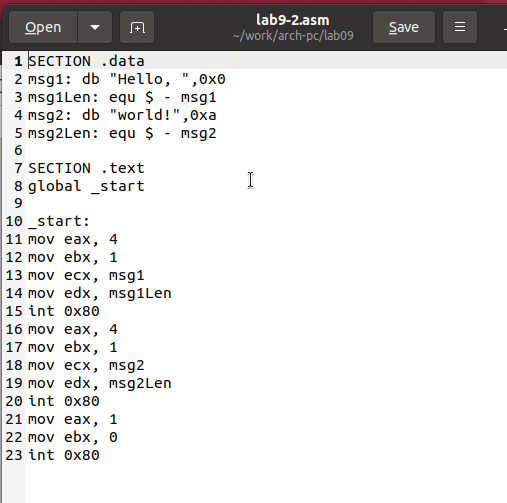 Open
lab9-2.asm
~/work/arch-pc/lab09
Save
1 SECTION .data
2 msg1: db "Hello, ",0x0
3 msg1Len: equ $ - msg1
4 msg2: db "world!",0xa
5 msg2Len: equ $ - msg2
6
7 SECTION .text
8 global _start
9
10 _start:
11 mov eax, 4
12 mov ebx, 1
13 mov ecx, msg1
14 mov edx, msg1Len
15 int 0x80
16 mov eax, 4
17 mov ebx, 1
18 mov ecx, msg2
19 mov edx, msg2Len
20 int 0x80
21 mov eax, 1
22 mov ebx, 0
23 int 0x80